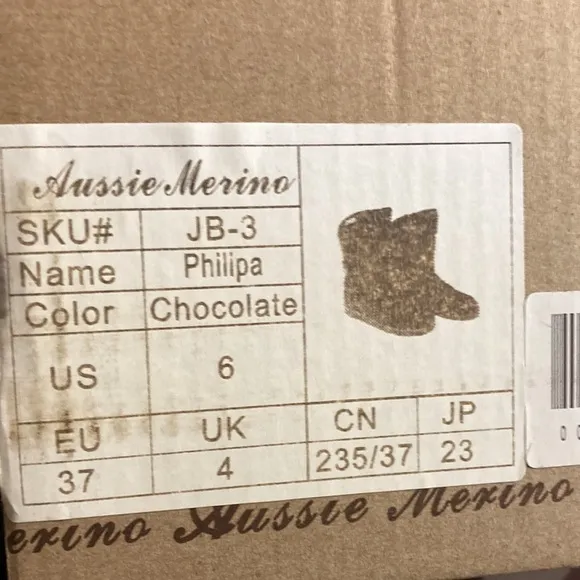 Aussie Merino
SKU# JB-3
Name Philipa
Color Chocolate
US 6
EU UK CN JP
37 4 235/37 23
erino Aussie Merino